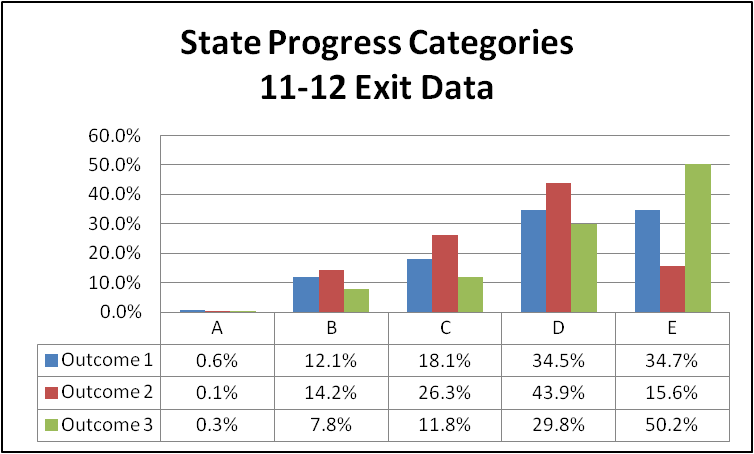 State Progress Categories
11-12 Exit Data
60.0%
50.0%
40.0%
30.0%
20.0%
10.0%
0.0%
A B C D E
Outcome 1 0.6% 12.1% 18.1% 34.5% 34.7%
Outcome 2 0.1% 14.2% 26.3% 43.9% 15.6%
Outcome 3 0.3% 7.8% 11.8% 29.8% 50.2%